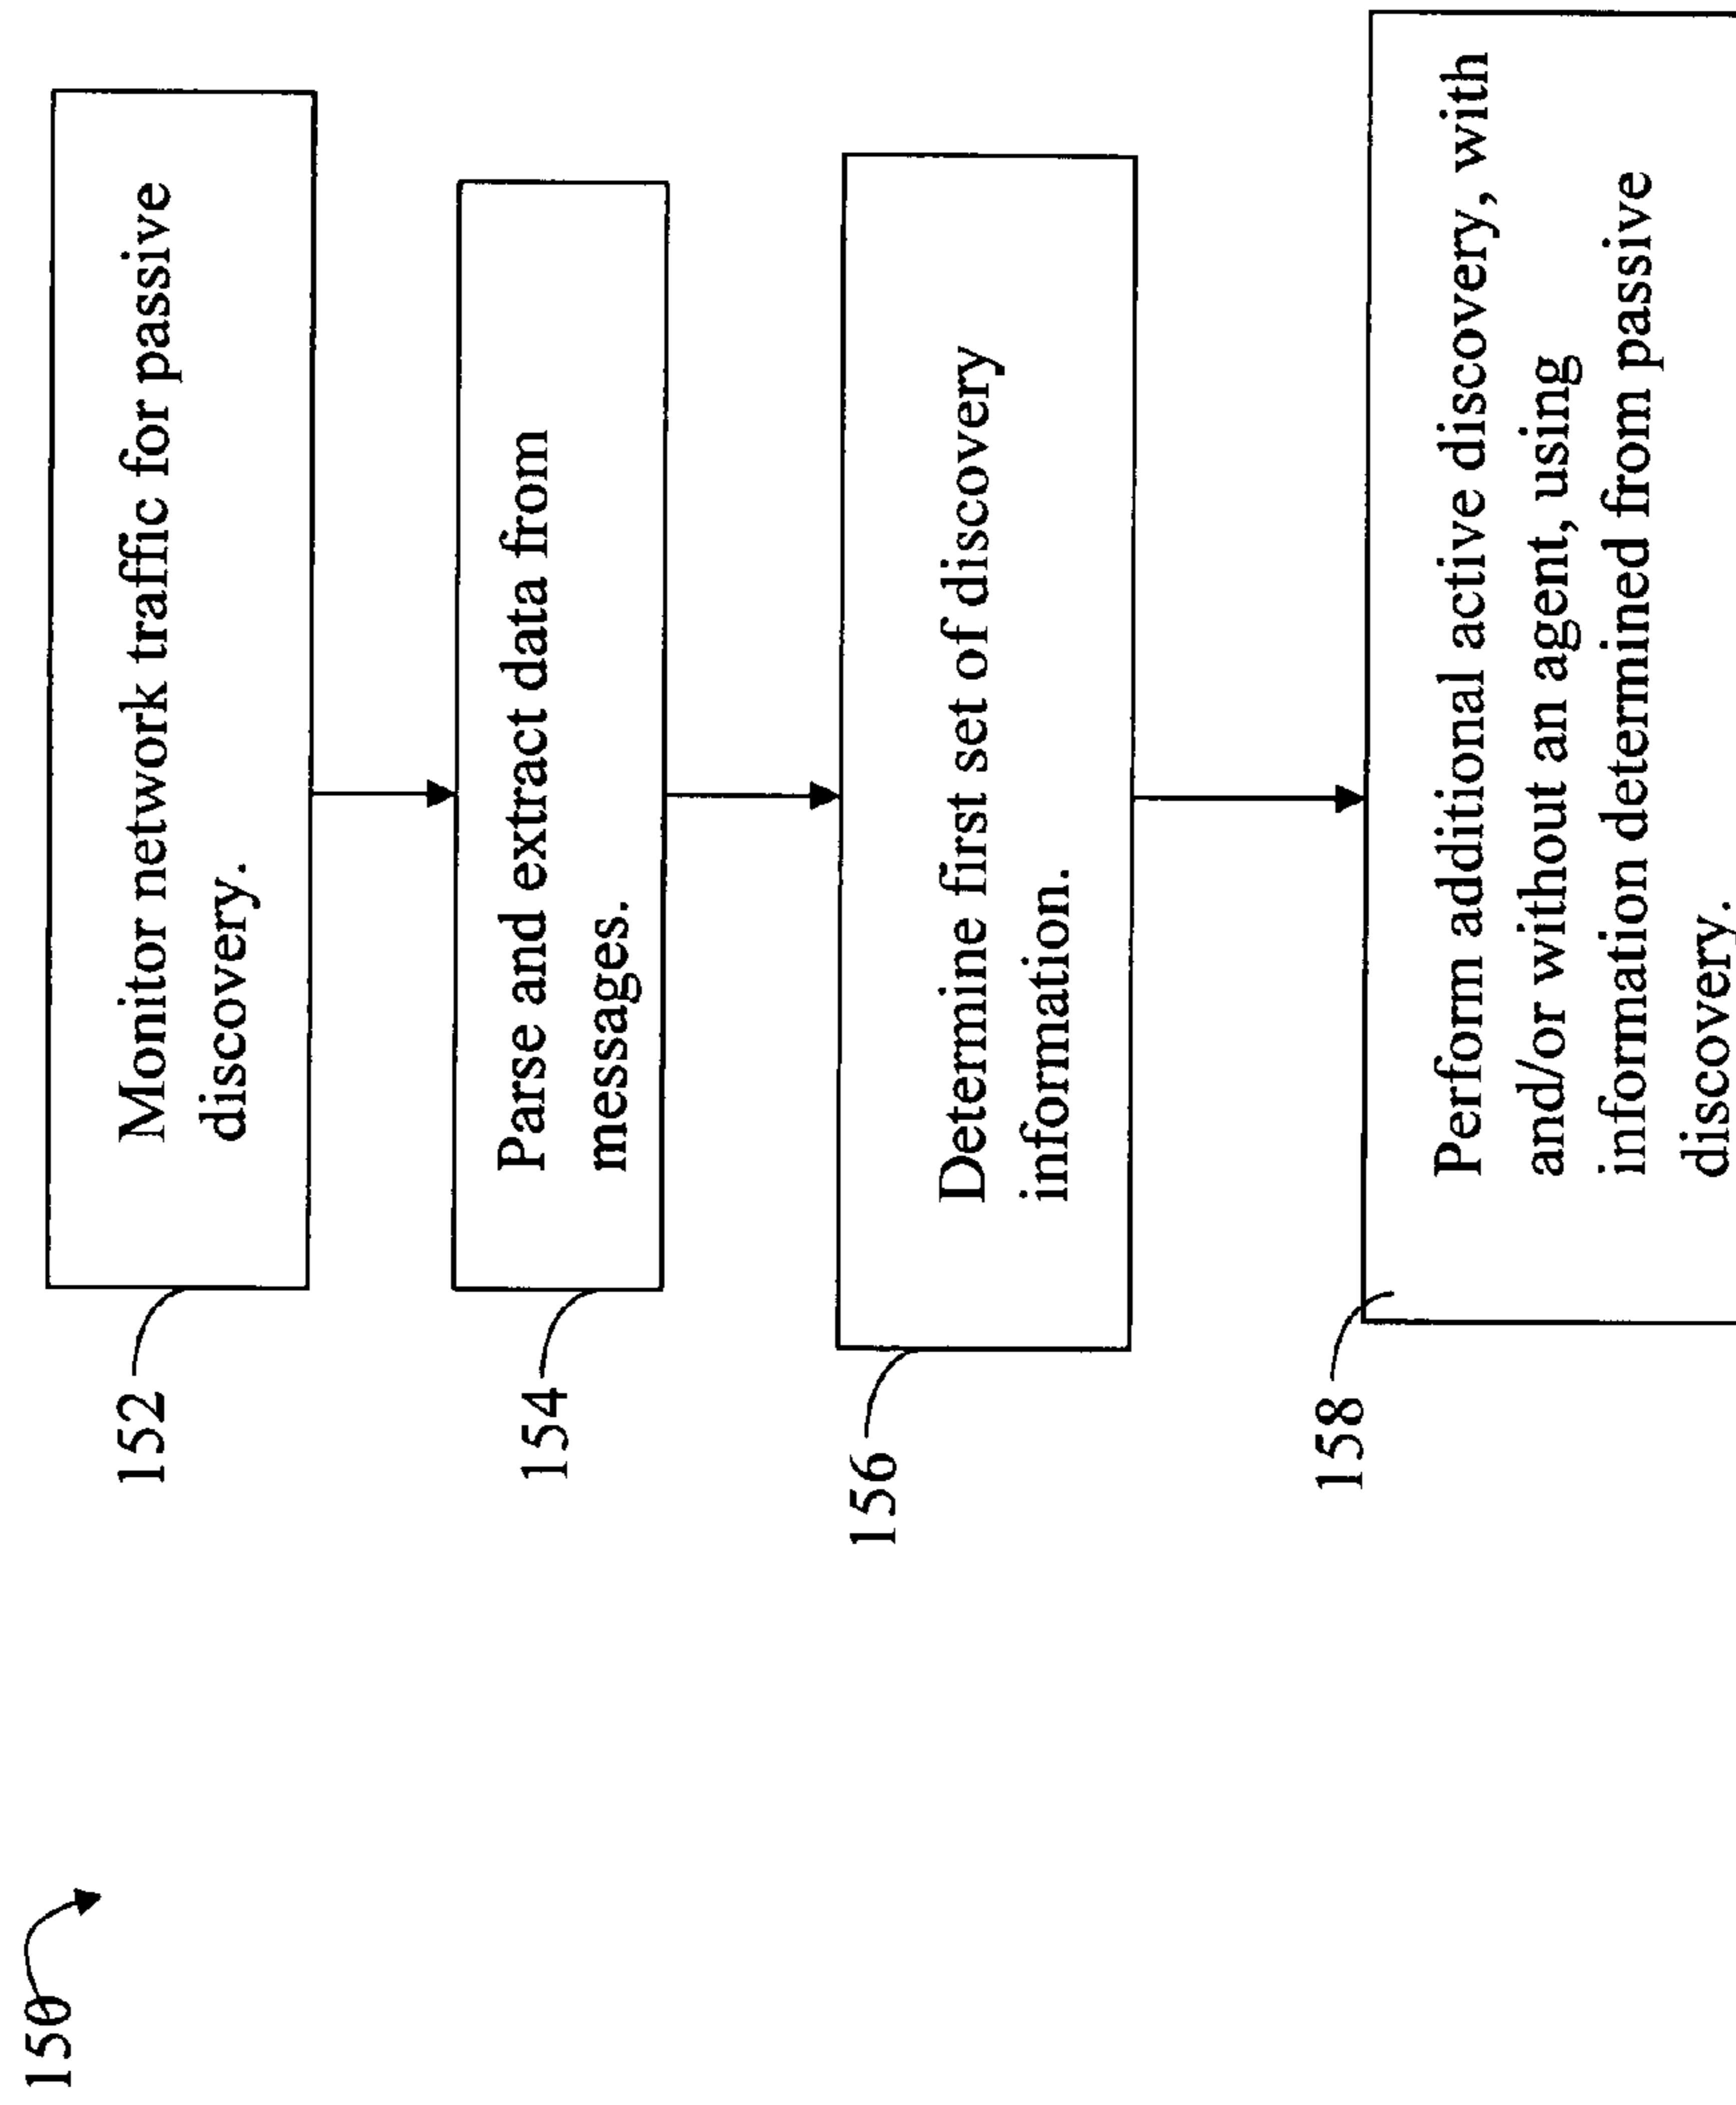 150
152
Monitor network traffic for passive
discovery.
154
Parse and extract data from
messages.
156
Determine first set of discovery
information.
158
Perform additional active discovery, with
and/or without an agent, using
information determined from passive
discovery.